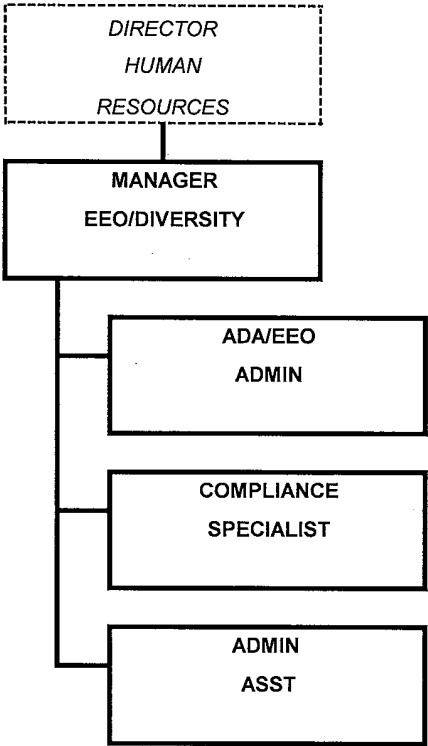 DIRECTOR
HUMAN
RESOURCES
MANAGER
EEO/DIVERSITY
ADA/EEO
ADMIN
COMPLIANCE
SPECIALIST
ADMIN
ASST